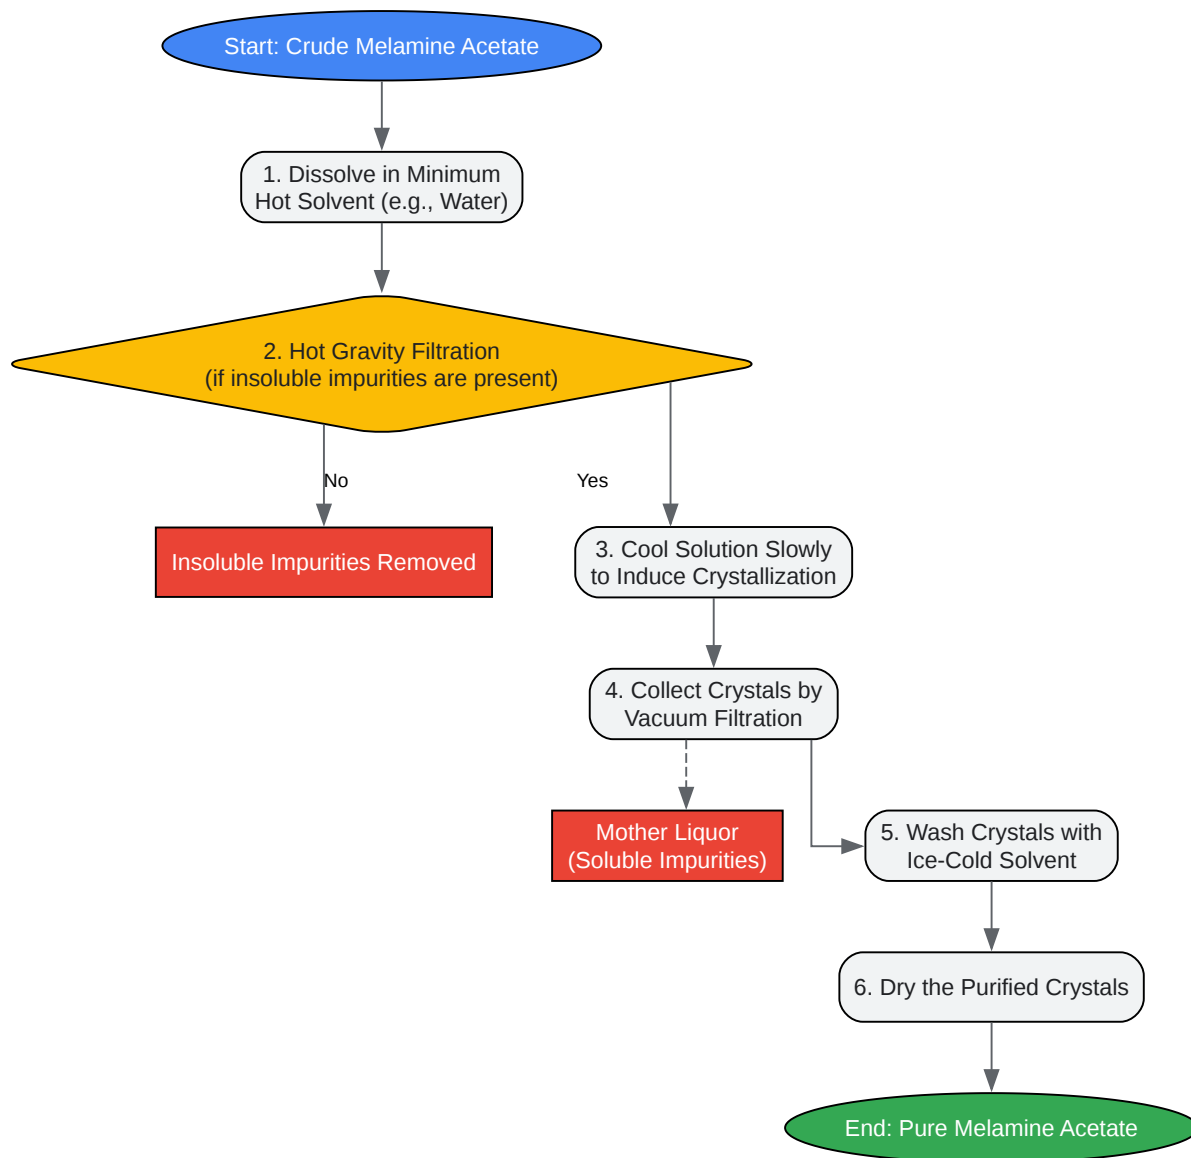 Start: Crude Melamine Acetate
1. Dissolve in Minimum
Hot Solvent (e.g., Water)
2. Hot Gravity Filtration
(if insoluble impurities are present)
No
Yes
Insoluble Impurities Removed
3. Cool Solution Slowly
to Induce Crystallization
4. Collect Crystals by
Vacuum Filtration
Mother Liquor
(Soluble Impurities)
5. Wash Crystals with
Ice-Cold Solvent
6. Dry the Purified Crystals
End: Pure Melamine Acetate